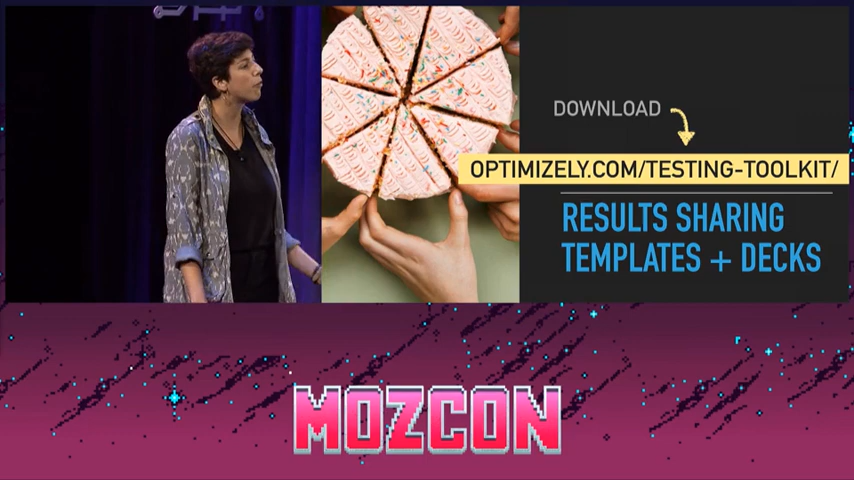 DOWNLOAD
OPTIMIZELY.COM/TESTING-TOOLKIT/
RESULTS SHARING
TEMPLATES + DECKS
MOZCON